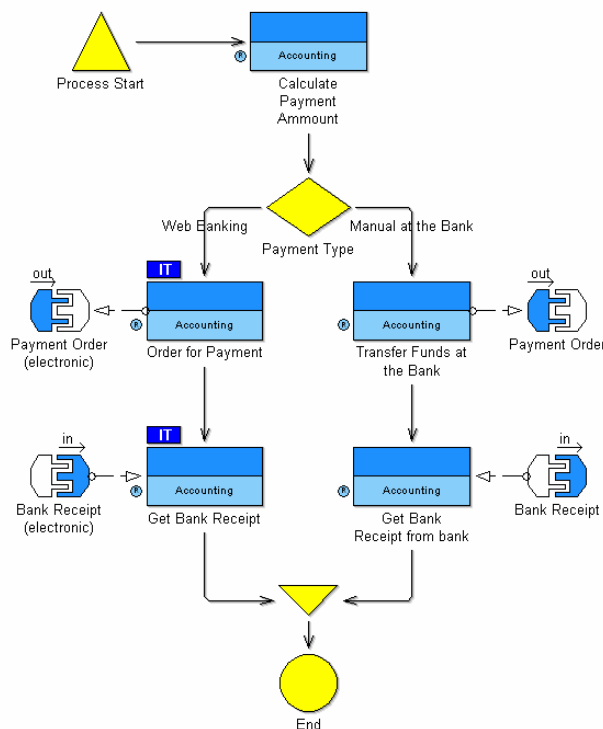 Accounting
R
Process Start
Calculate
Payment
Ammount
Web Banking
Manual at the Bank
Payment Type
out
IT
out
Accounting
Accounting
R
R
Payment Order
(electronic)
Order for Payment
Transfer Funds at
the Bank
Payment Order
in
IT
in
Accounting
Accounting
R
R
Bank Receipt
(electronic)
Get Bank Receipt
Get Bank
Receipt from bank
Bank Receipt
End